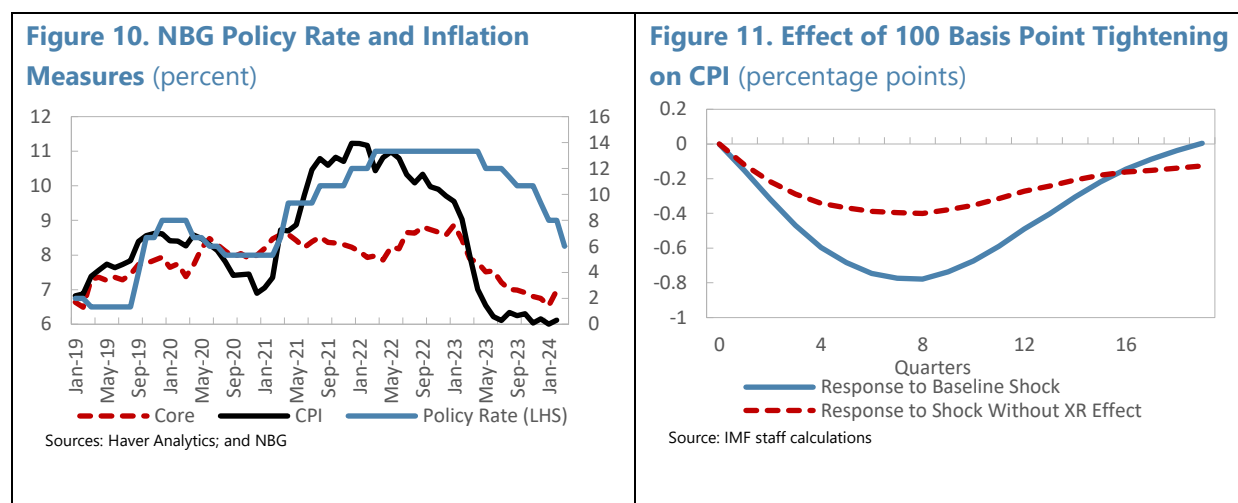 Figure 10. NBG Policy Rate and Inflation
Measures (percent)
12
11
10
9
8
7
6
16
14
12
10
8
6
4
2
0
Jan-19
May-19
Sep-19
Jan-20
May-20
Sep-20
Jan-21
May-21
Sep-21
Jan-22
May-22
Sep-22
Jan-23
May-23
Sep-23
Jan-24
Core
CPI
Policy Rate (LHS)
Sources: Haver Analytics; and NBG
Figure 11. Effect of 100 Basis Point Tightening
on CPI (percentage points)
0.2
0
-0.2
-0.4
-0.6
-0.8
-1
0
4
8
12
16
Quarters
Response to Baseline Shock
Response to Shock Without XR Effect
Source: IMF staff calculations